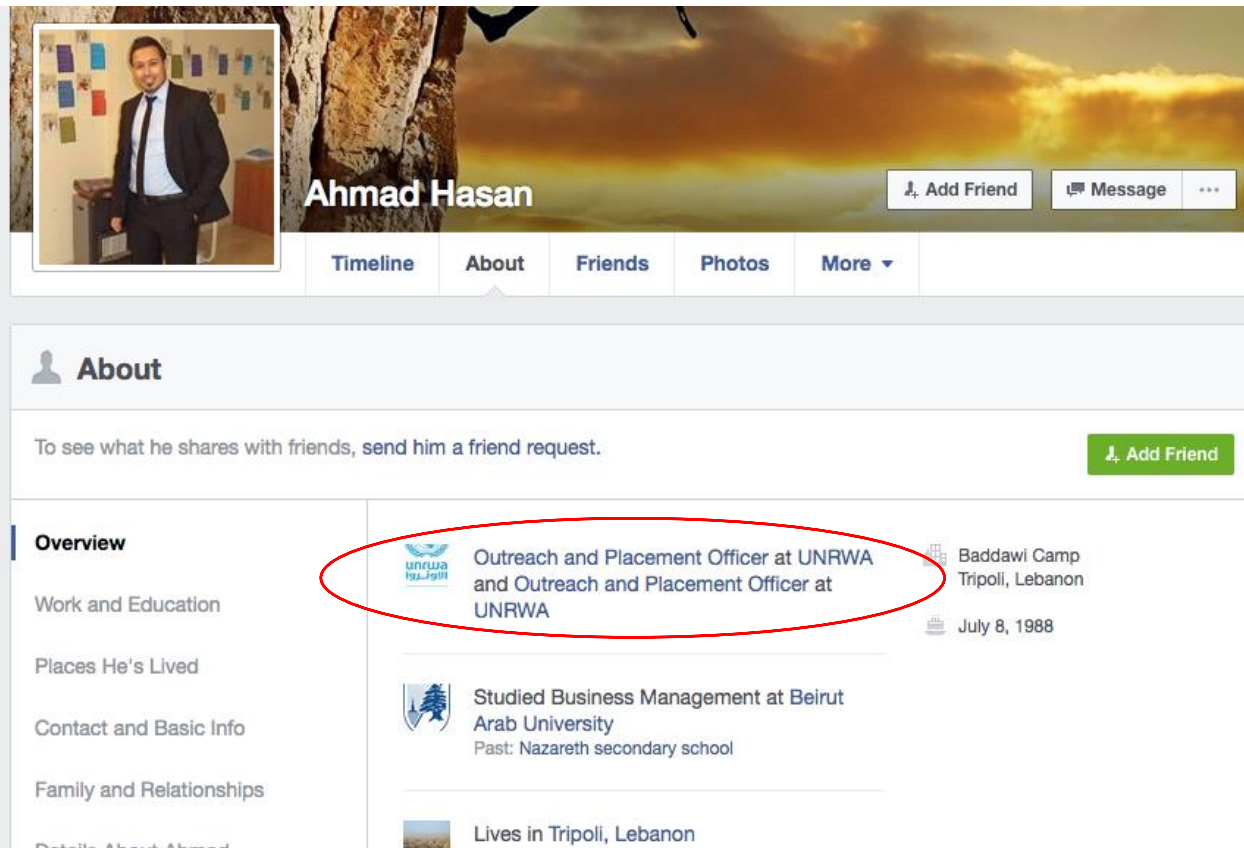 Ahmad Hasan
Add Friend
Message
...
Timeline
About
Friends
Photos
More
About
To see what he shares with friends, send him a friend request.
Add Friend
Overview
Work and Education
Places He's Lived
Contact and Basic Info
Family and Relationships
Details About Ahmad
unrwa
الأونروا
Outreach and Placement Officer at UNRWA
and Outreach and Placement Officer at
UNRWA
Studied Business Management at Beirut
Arab University
Past: Nazareth secondary school
Lives in Tripoli, Lebanon
Baddawi Camp
Tripoli, Lebanon
July 8, 1988